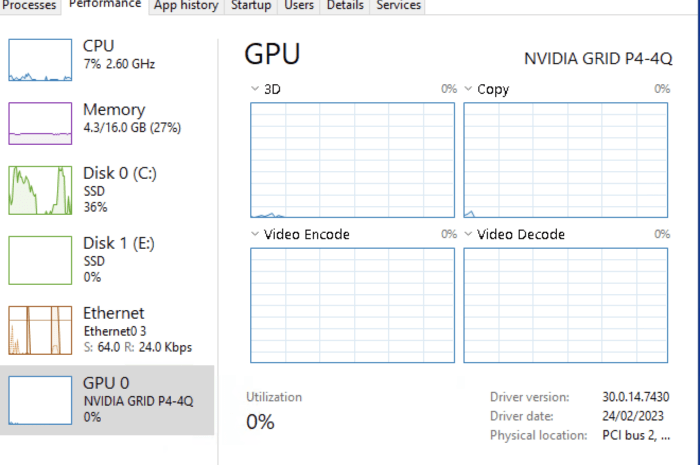 Processes Performance App history Startup Users Details Services
CPU
7% 2.60 GHz
Memory
4.3/16.0 GB (27%)
Disk 0 (C:)
SSD
36%
Disk 1 (E:)
SSD
0%
Ethernet
Ethernet0 3
S: 64.0 R: 24.0 Kbps
GPU 0
NVIDIA GRID P4-4Q
0%
GPU NVIDIA GRID P4-4Q
3D 0% Copy 0%
Video Encode 0% Video Decode 0%
Utilization
0%
Driver version: 30.0.14.7430
Driver date: 24/02/2023
Physical location: PCI bus 2, ...